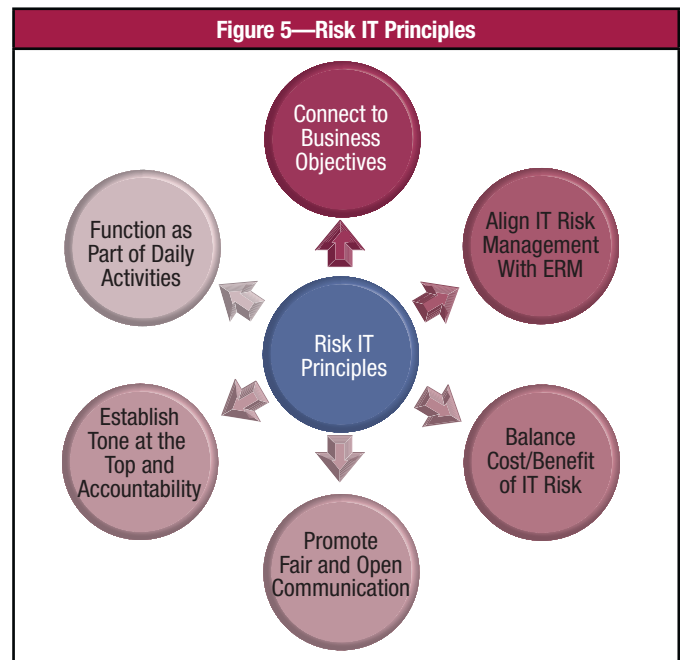 Figure 5—Risk IT Principles
Connect to
Business
Objectives
Align IT Risk
Management
With ERM
Balance
Cost/Benefit
of IT Risk
Promote
Fair and Open
Communication
Establish
Tone at the
Top and
Accountability
Function as
Part of Daily
Activities
Risk IT
Principles